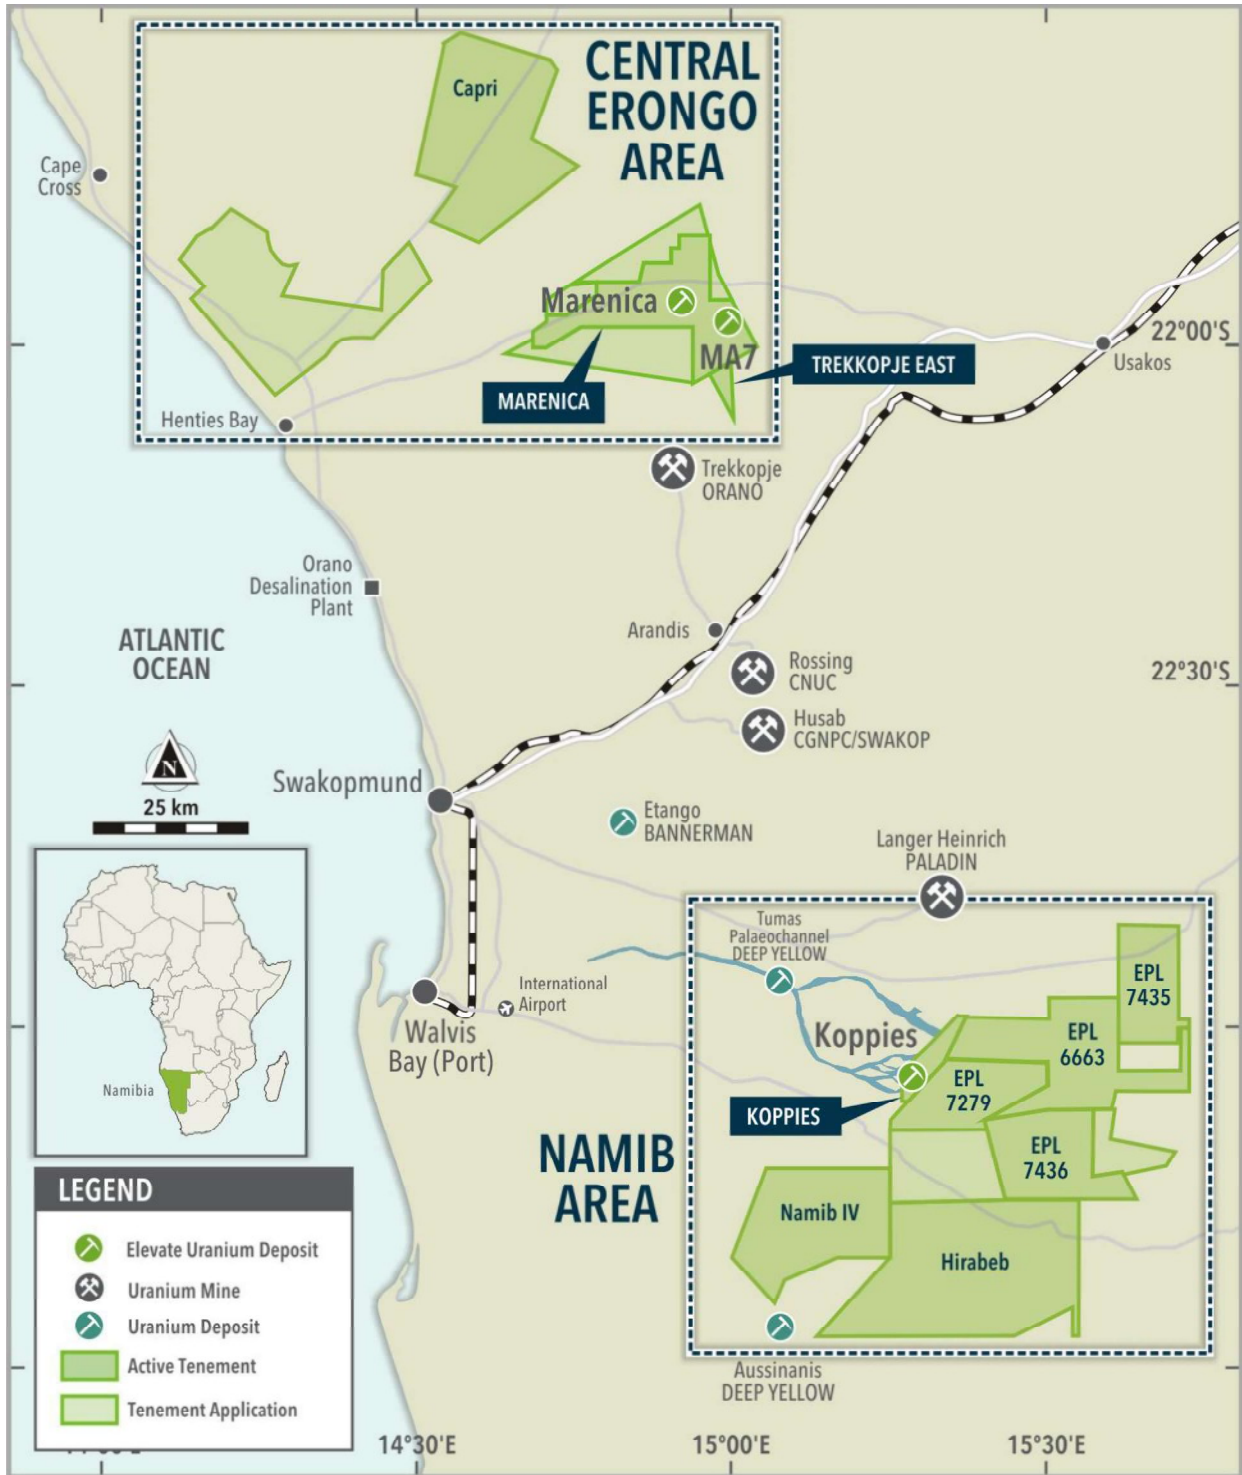 CENTRAL
ERONGO
AREA
Capri
Cape
Cross
Marenica
MA7
MARENICA
TREKKOPJE EAST
22°00'S
Usakos
Henties Bay
Trekkopje
ORANO
Orano
Desalination
Plant
ATLANTIC
OCEAN
Arandis
Rossing
CNUC
22°30'S
Husab
CGNPC/SWAKOP
N
25 km
Swakopmund
Etango
BANNERMAN
Langer Heinrich
PALADIN
Tumas
Palaeochannel
DEEP YELLOW
International
Airport
Walvis
Bay (Port)
Koppies
EPL
7435
EPL
6663
EPL
7279
KOPPIES
EPL
7436
Namibia
NAMIB
AREA
Namib IV
Hirabeb
Aussinanis
DEEP YELLOW
LEGEND
Elevate Uranium Deposit
Uranium Mine
Uranium Deposit
Active Tenement
Tenement Application
14°30'E
15°00'E
15°30'E